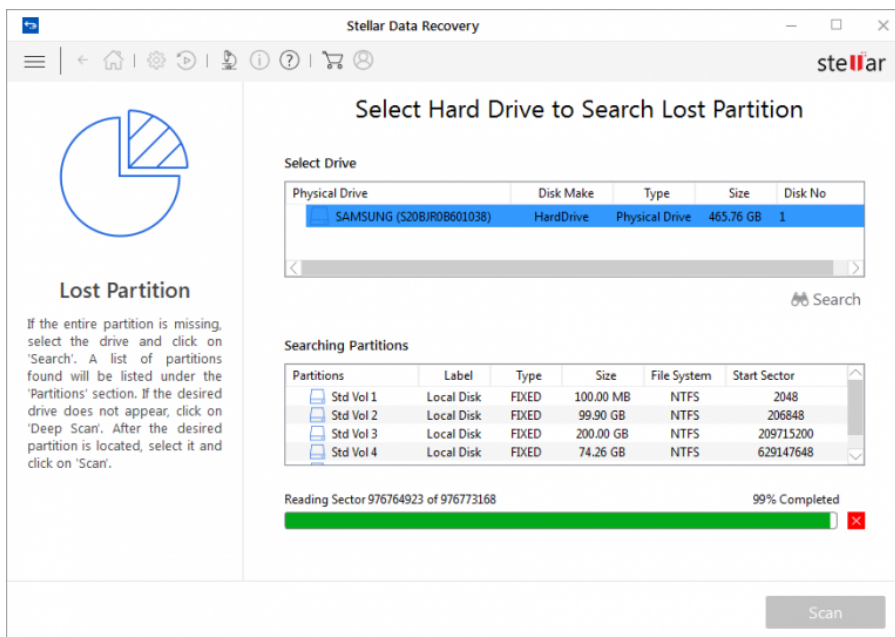 Stellar Data Recovery
stellar
Select Hard Drive to Search Lost Partition
Select Drive
Physical Drive Disk Make Type Size Disk No
SAMSUNG (S20BJR0B601038) HardDrive Physical Drive 465.76 GB 1
Search
Lost Partition
If the entire partition is missing,
select the drive and click on
'Search'. A list of partitions
found will be listed under the
'Partitions' section. If the desired
drive does not appear, click on
'Deep Scan'. After the desired
partition is located, select it and
click on 'Scan'.
Searching Partitions
Partitions Label Type Size File System Start Sector
Std Vol 1 Local Disk FIXED 100.00 MB NTFS 2048
Std Vol 2 Local Disk FIXED 99.90 GB NTFS 206848
Std Vol 3 Local Disk FIXED 200.00 GB NTFS 209715200
Std Vol 4 Local Disk FIXED 74.26 GB NTFS 629147648
Reading Sector 976764923 of 976773168 99% Completed
Scan